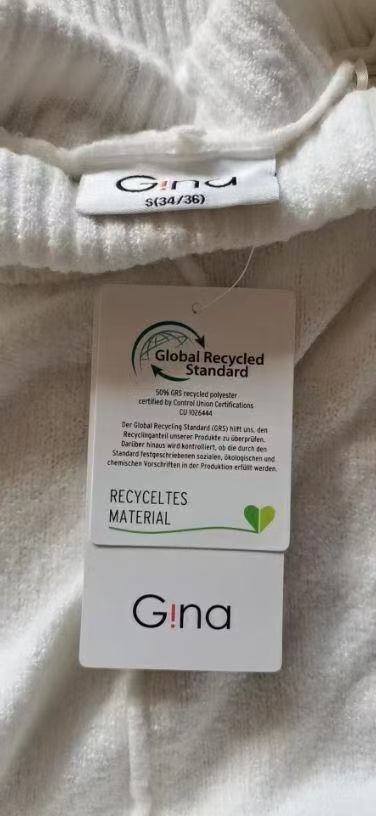 G!na
S(34/36)
Global Recycled
Standard
50% GRS recycled polyester
certified by Control Union Certifications
CU 1026444
Der Global Recycling Standard (GRS) hilft uns, den
Recyclinganteil unserer Produkte zu überprüfen.
Darüber hinaus wird kontrolliert, ob die durch den
Standard festgeschriebenen sozialen, ökologischen und
chemischen Vorschriften in der Produktion erfüllt werden.
RECYCELTES
MATERIAL
G!na